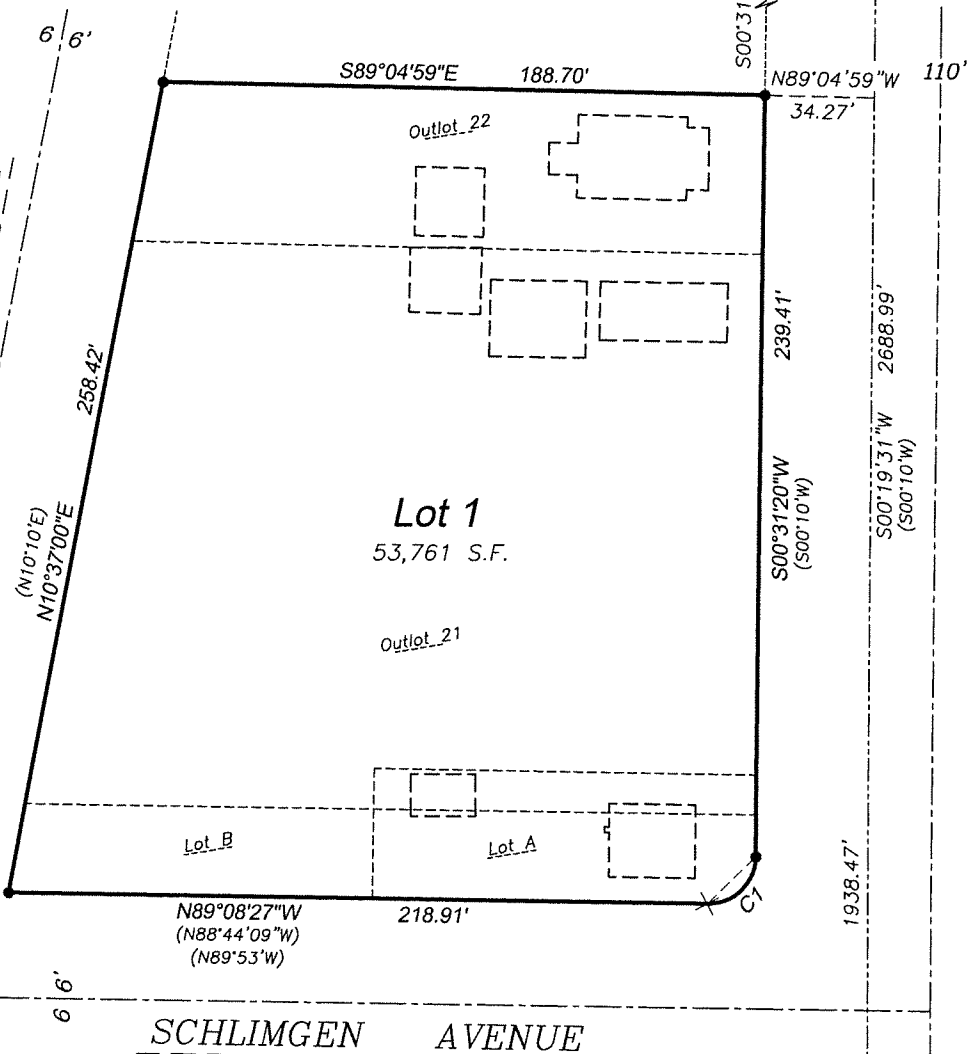 6 6'
S89°04'59"E 188.70'
S00°31
N89°04'59"W
34.27'
110'
Outlot 22
258.42'
(N10°10'E)
N10°37'00"E
239.41'
S00°31'20"W
(S00°10'W)
2688.99'
S00°19'31"W
(S00°10'W)
Lot 1
53,761 S.F.
Outlot 21
Lot B
Lot A
C1
1938.47'
N89°08'27"W 218.91'
(N88°44'09"W)
(N89°53'W)
6 6'
SCHLIMGEN AVENUE